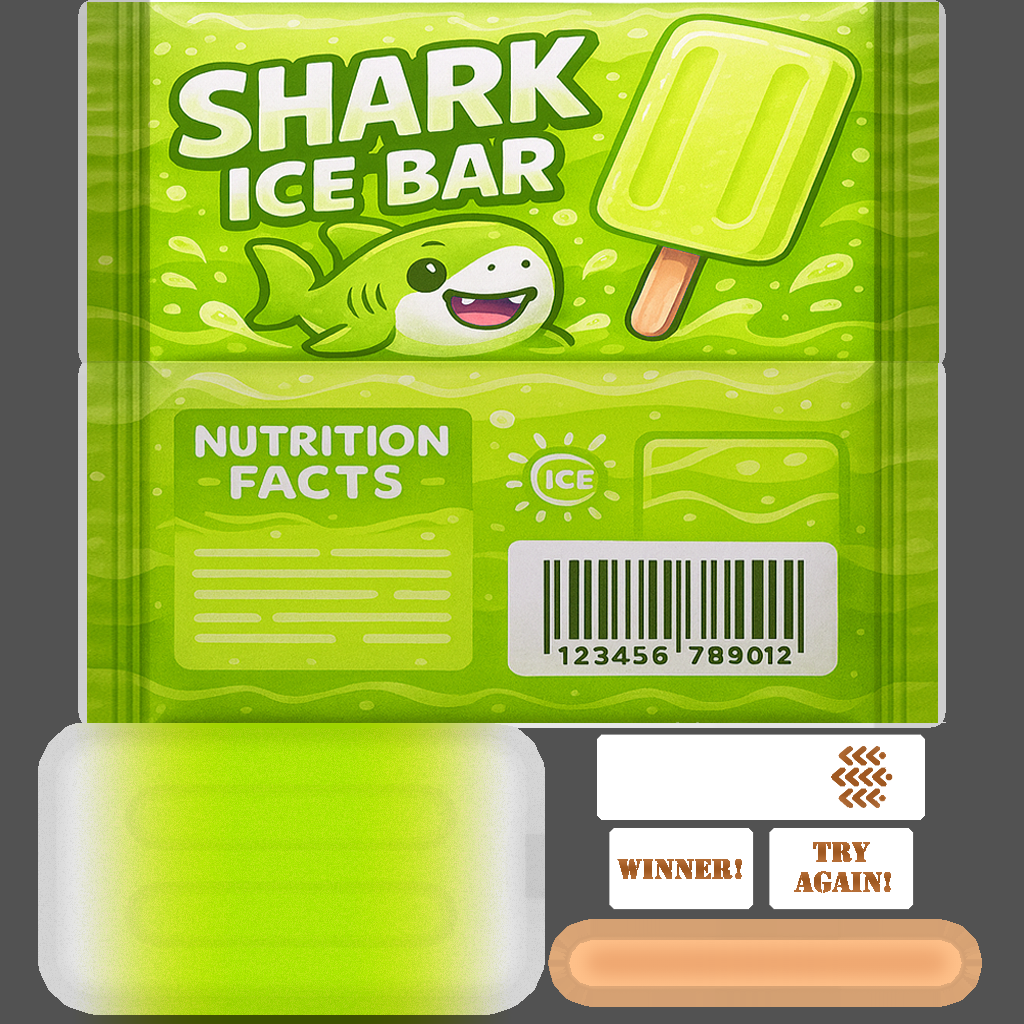 SHARK
ICE BAR
NUTRITION
FACTS
ICE
123456 789012
WINNER!
TRY
AGAIN!